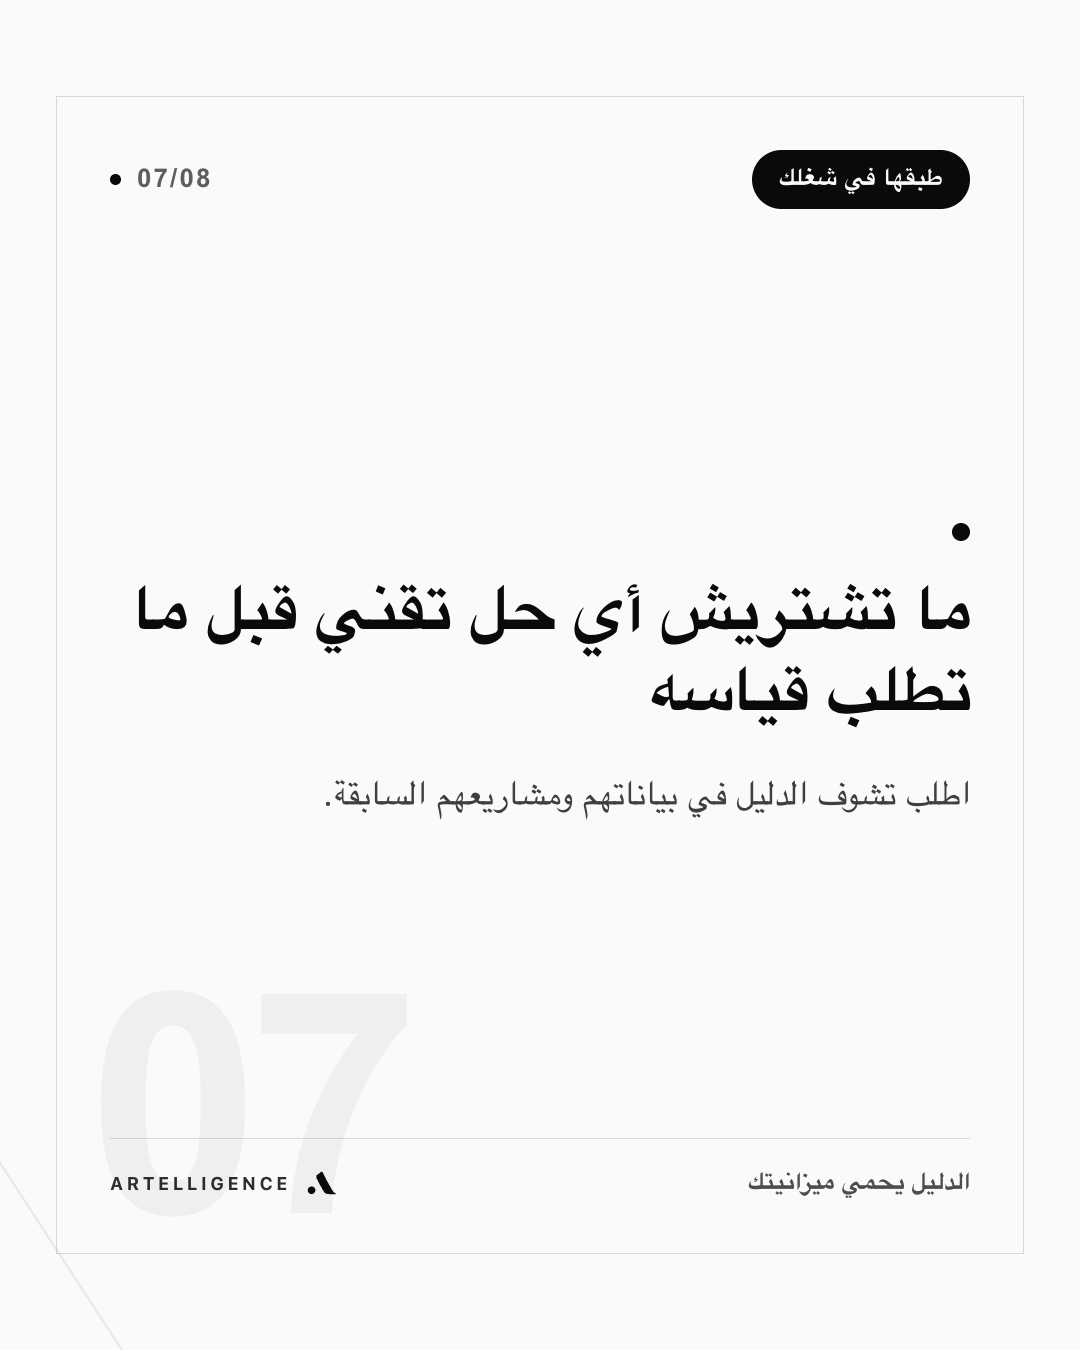 طبقها في شغلك
07/08
ما تشتريش أي حل تقني قبل ما
تطلب قياسه
اطلب تشوف الدليل في بياناتهم ومشاريعهم السابقة.
07
الدليل يحمي ميزانيتك
ARTELLIGENCE